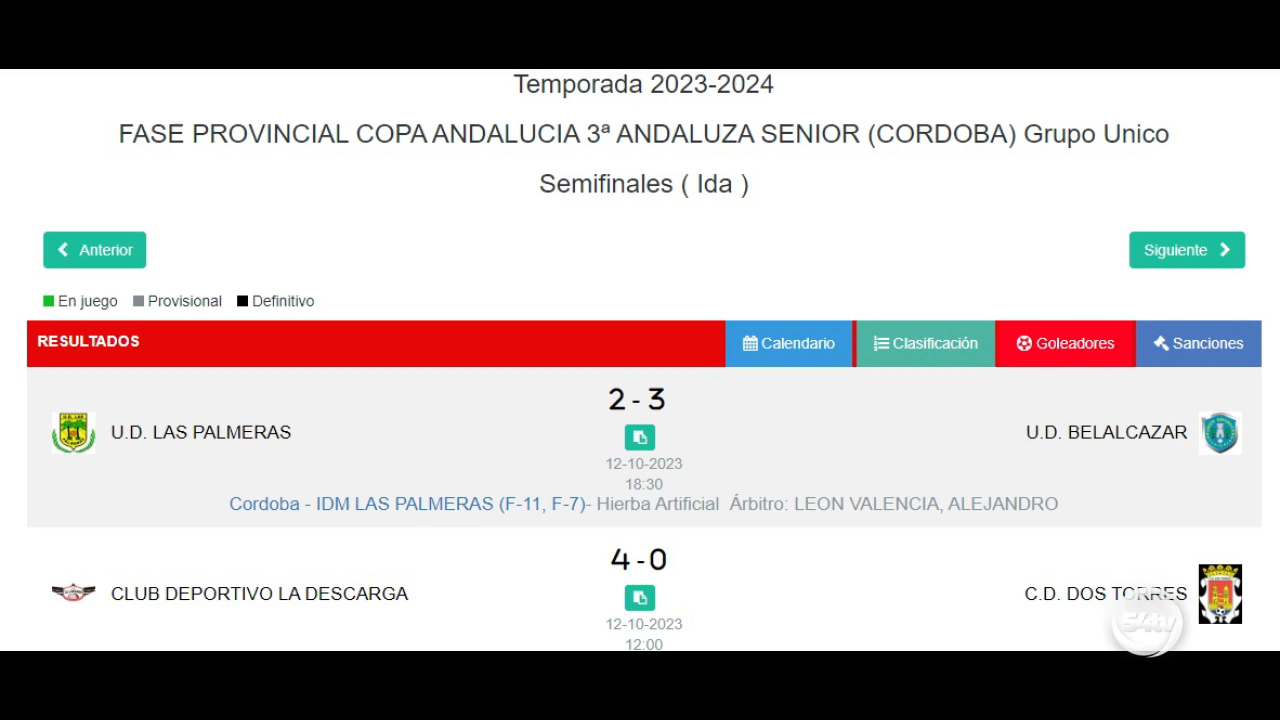 Temporada 2023-2024
FASE PROVINCIAL COPA ANDALUCIA 3ª ANDALUZA SENIOR (CORDOBA) Grupo Unico
Semifinales ( Ida )
Anterior
Siguiente
En juego Provisional Definitivo
RESULTADOS Calendario Clasificación Goleadores Sanciones
2 - 3
U.D. LAS PALMERAS U.D. BELALCAZAR
12-10-2023
18:30
Cordoba - IDM LAS PALMERAS (F-11, F-7)- Hierba Artificial Árbitro: LEON VALENCIA, ALEJANDRO
4 - 0
CLUB DEPORTIVO LA DESCARGA C.D. DOS TORRES
54tv
12-10-2023
12:00